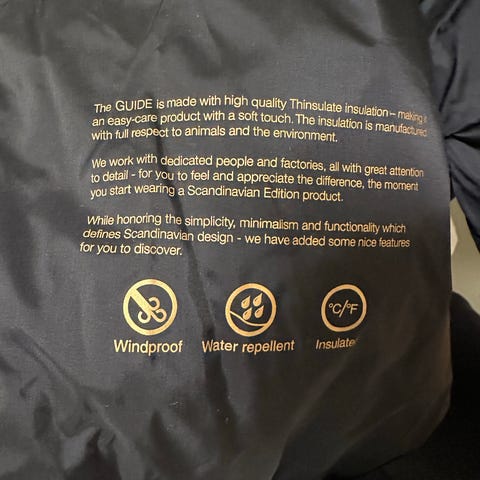 The GUIDE is made with high quality Thinsulate insulation – making it
an easy-care product with a soft touch. The insulation is manufactured
with full respect to animals and the environment.
We work with dedicated people and factories, all with great attention
to detail - for you to feel and appreciate the difference, the moment
you start wearing a Scandinavian Edition product.
While honoring the simplicity, minimalism and functionality which
defines Scandinavian design - we have added some nice features
for you to discover.
°C/°F
Windproof Water repellent Insulate